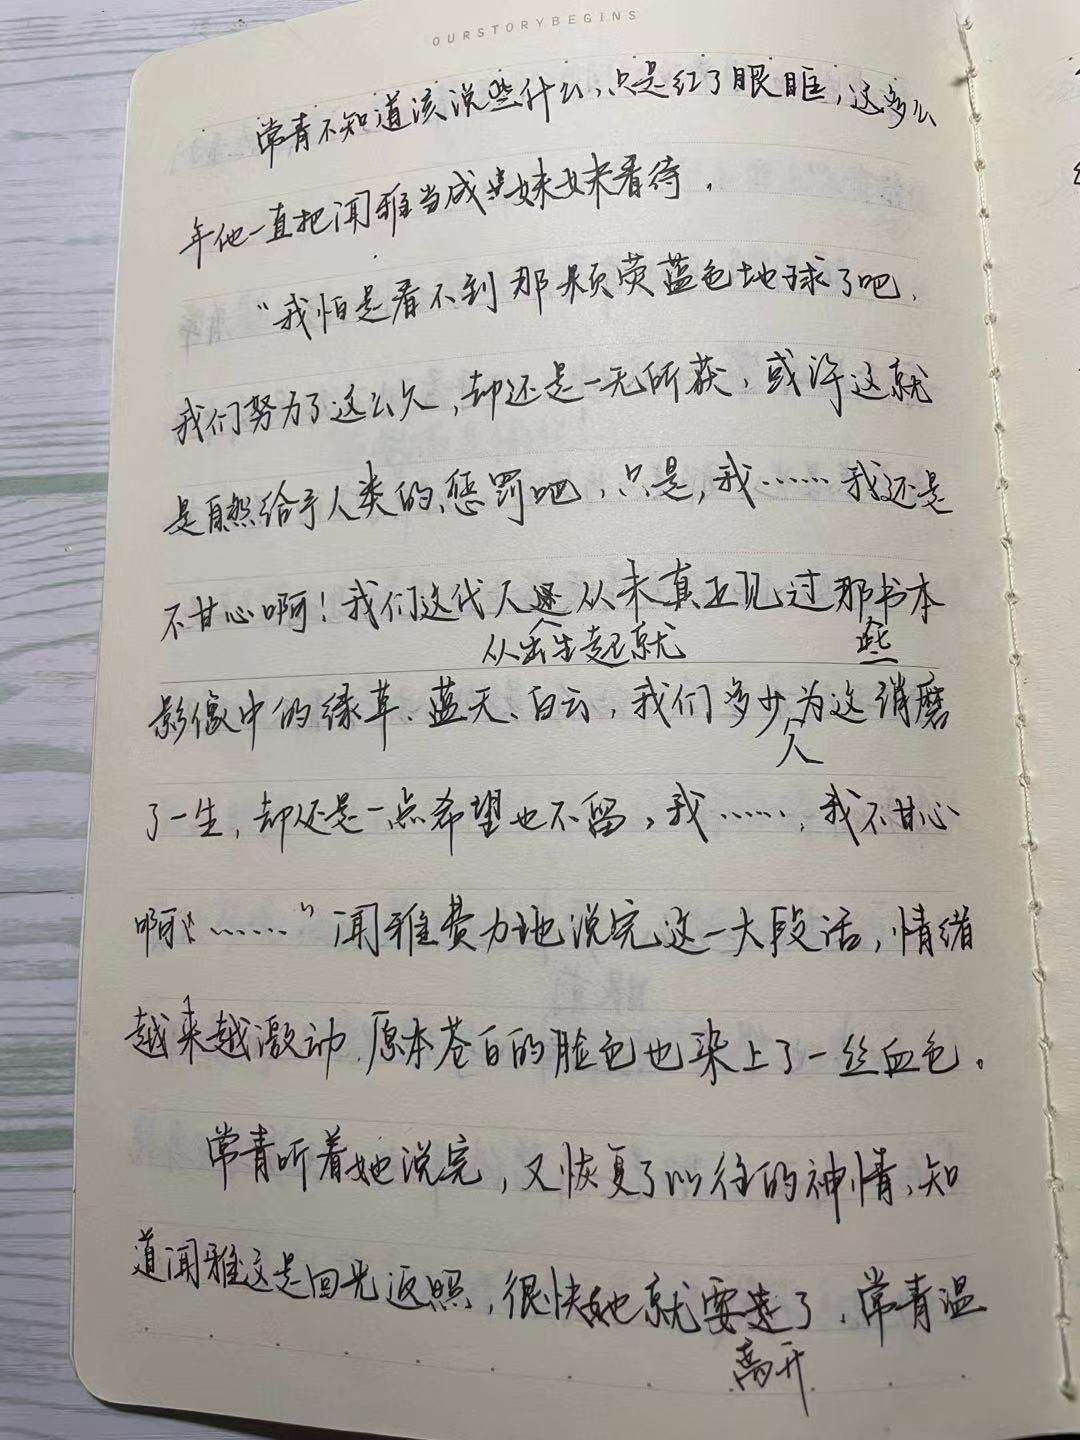 OURSTORYBEGINS
常青不知道该说些什么,只是红了眼眶,这多么
年他一直把闻雅当成妹妹看待.
“我怕是看不到那颗荧蓝色地球了吧.
我们努力了这么久,却还是一无所获,或许这就
是自然给予人类的惩罚吧,只是,我……我还是
不甘心啊!我们这代人从未真正见过那书本
从出生起就 些
影像中的绿草、蓝天、白云,我们多少为这消磨
人
了一生,却还是一点希望也不留,我……,我不甘心
啊……”闻雅费力地说完这一大段话,情绪
越来越激动.原本苍白的脸色也染上了一丝血色。
常青听着她说完,又恢复了以往的神情、知
道闻雅这是回光返照,很快她就要走了.常青温
离开